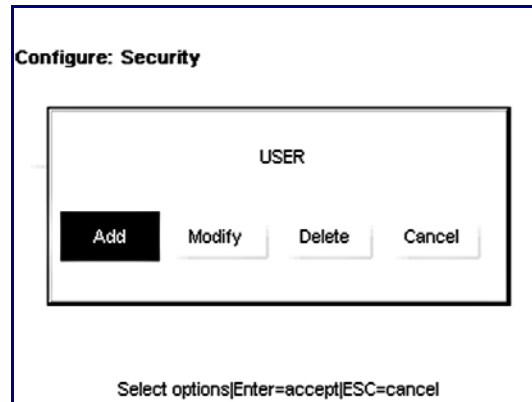 Configure: Security
USER
Add Modify Delete Cancel
Select options|Enter=accept|ESC=cancel